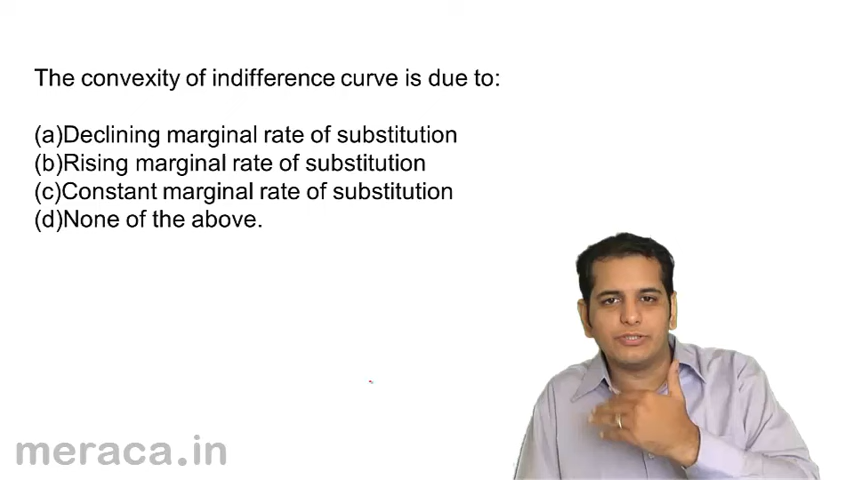 The convexity of indifference curve is due to:
(a)Declining marginal rate of substitution
(b)Rising marginal rate of substitution
(c)Constant marginal rate of substitution
(d)None of the above.
meraca.in